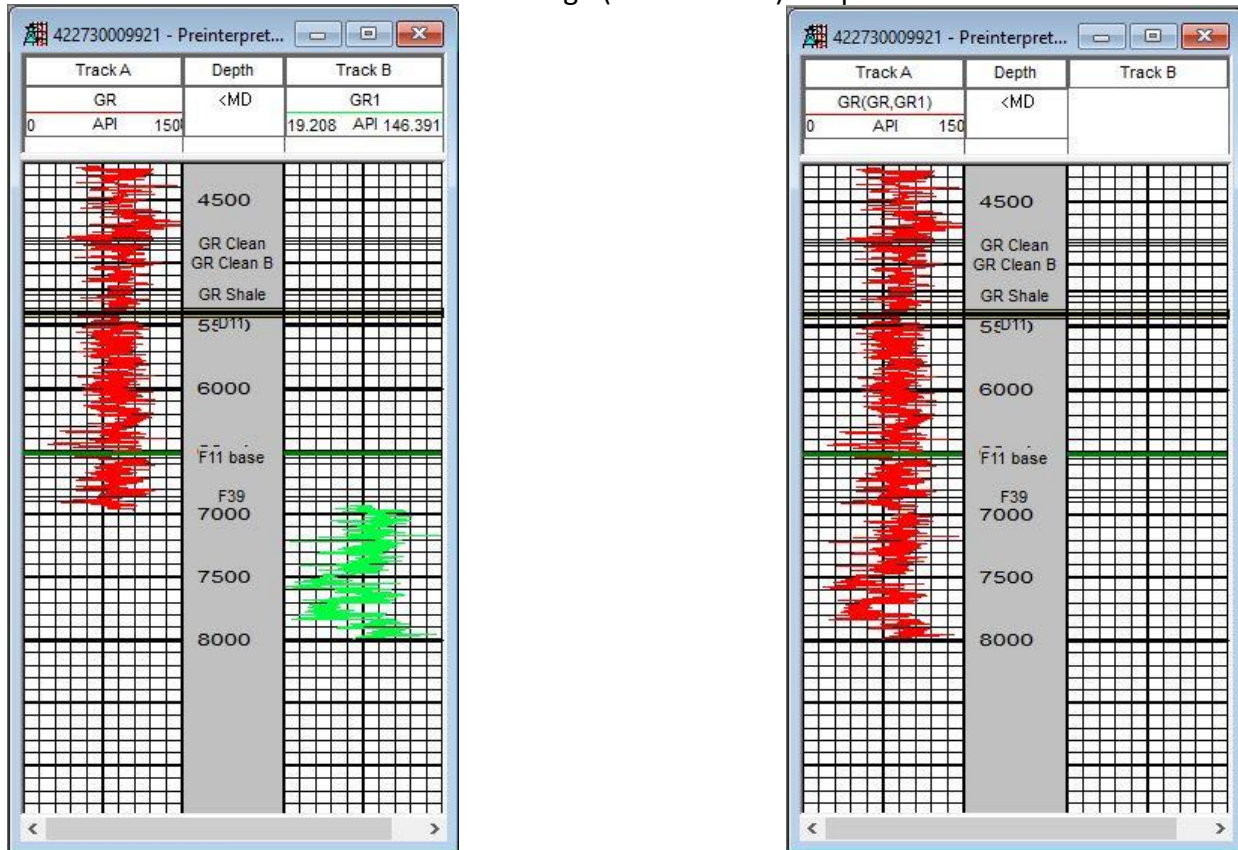 422730009921 - Preinterpret...
Track A Depth Track B
GR <MD GR1
0 API 150 19.208 API 146.391
4500
GR Clean
GR Clean B
GR Shale
6000
F11 base
F39
7000
7500
8000
422730009921 - Preinterpret...
Track A Depth Track B
GR(GR,GR1) <MD
0 API 150
4500
GR Clean
GR Clean B
GR Shale
6000
F11 base
F39
7000
7500
8000